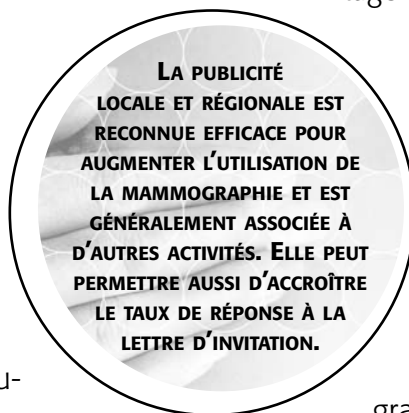 LA PUBLICITÉ
LOCALE ET RÉGIONALE EST
RECONNUE EFFICACE POUR
AUGMENTER L’UTILISATION DE
LA MAMMOGRAPHIE ET EST
GÉNÉRALEMENT ASSOCIÉE À
D’AUTRES ACTIVITÉS. ELLE PEUT
PERMETTRE AUSSI D’ACCROÎTRE
LE TAUX DE RÉPONSE À LA
LETTRE D’INVITATION.